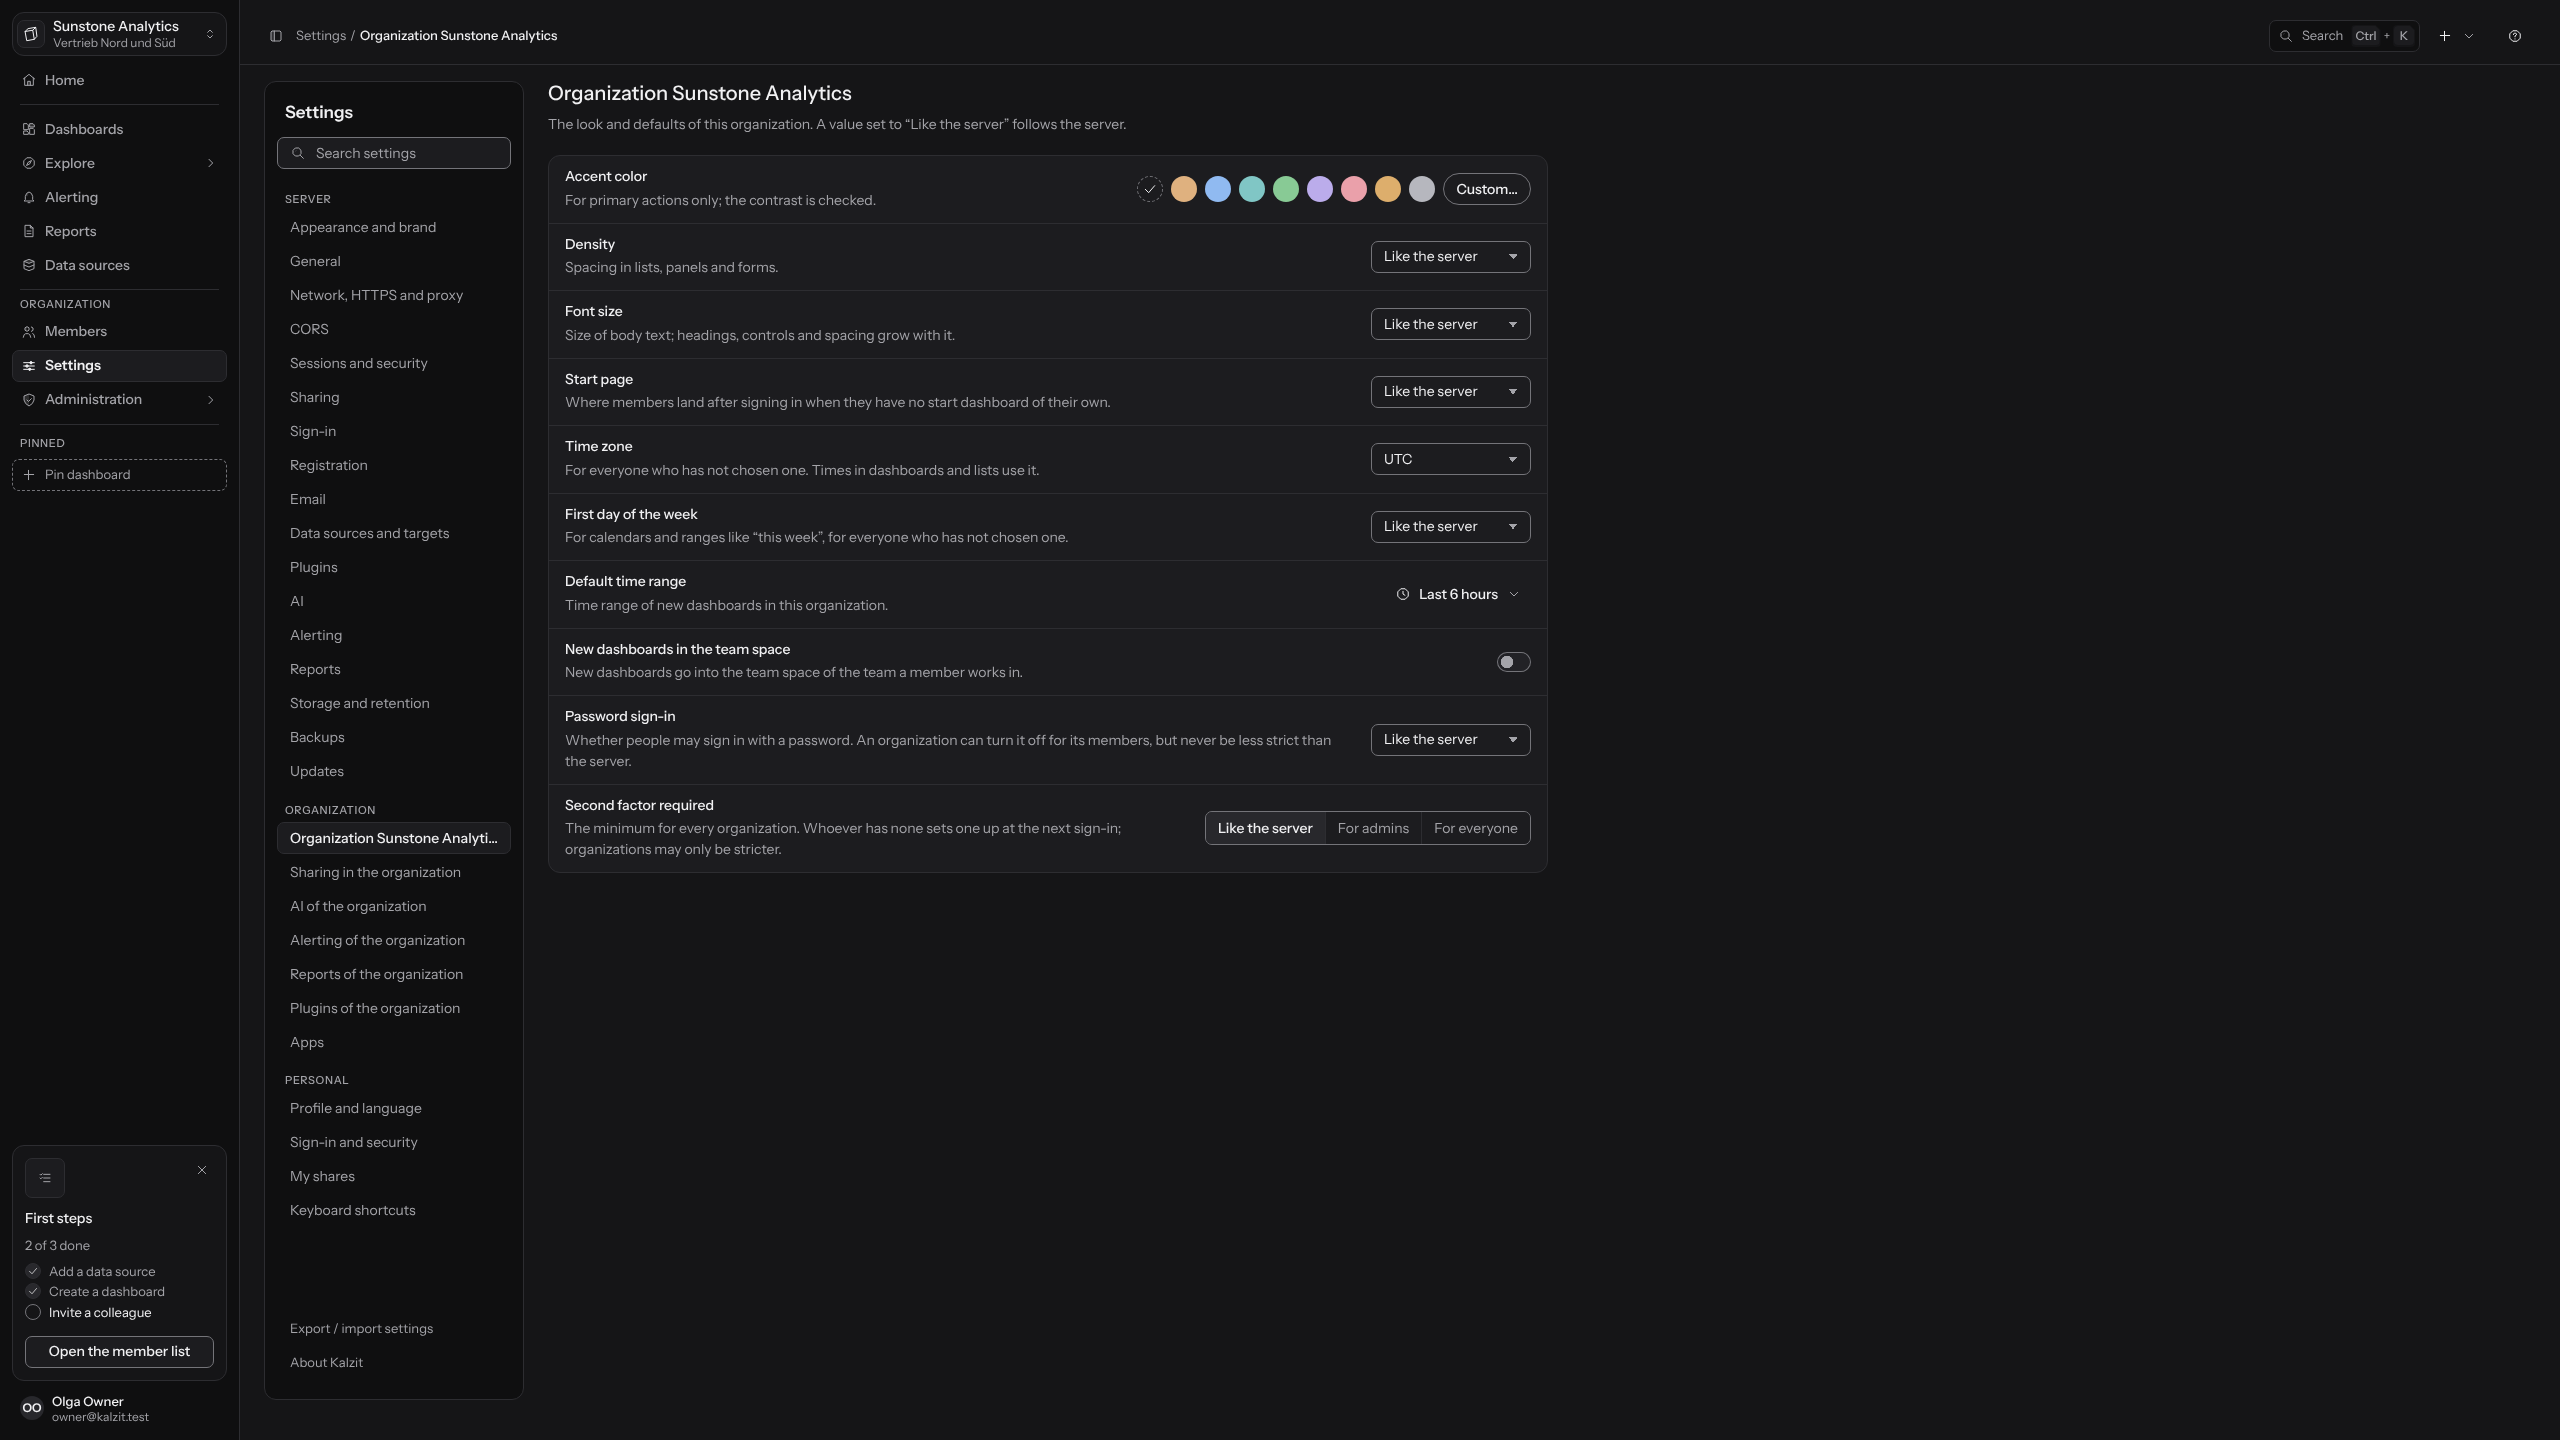 Sunstone Analytics
Vertrieb Nord und Süd
Home
Dashboards
Explore
Alerting
Reports
Data sources
ORGANIZATION
Members
Settings
Administration
PINNED
Pin dashboard
First steps
2 of 3 done
Add a data source
Create a dashboard
Invite a colleague
Open the member list
OO
Olga Owner
owner@kalzit.test
Settings / Organization Sunstone Analytics
Search Ctrl + K
Settings
Search settings
SERVER
Appearance and brand
General
Network, HTTPS and proxy
CORS
Sessions and security
Sharing
Sign-in
Registration
Email
Data sources and targets
Plugins
AI
Alerting
Reports
Storage and retention
Backups
Updates
ORGANIZATION
Organization Sunstone Analyti...
Sharing in the organization
AI of the organization
Alerting of the organization
Reports of the organization
Plugins of the organization
Apps
PERSONAL
Profile and language
Sign-in and security
My shares
Keyboard shortcuts
Export / import settings
About Kalzit
Organization Sunstone Analytics
The look and defaults of this organization. A value set to “Like the server” follows the server.
Accent color
For primary actions only; the contrast is checked.
Custom...
Density
Spacing in lists, panels and forms.
Like the server
Font size
Size of body text; headings, controls and spacing grow with it.
Like the server
Start page
Where members land after signing in when they have no start dashboard of their own.
Like the server
Time zone
For everyone who has not chosen one. Times in dashboards and lists use it.
UTC
First day of the week
For calendars and ranges like “this week”, for everyone who has not chosen one.
Like the server
Default time range
Time range of new dashboards in this organization.
Last 6 hours
New dashboards in the team space
New dashboards go into the team space of the team a member works in.
Password sign-in
Whether people may sign in with a password. An organization can turn it off for its members, but never be less strict than
the server.
Like the server
Second factor required
The minimum for every organization. Whoever has none sets one up at the next sign-in;
organizations may only be stricter.
Like the server
For admins
For everyone